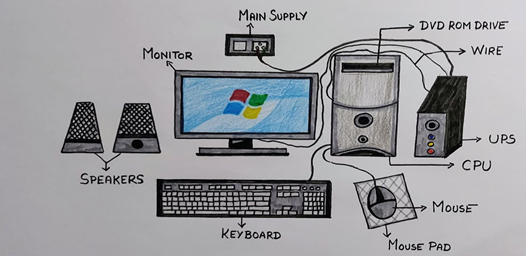 MAIN SUPPLY
DVD ROM DRIVE
MONITOR
WIRE
UPS
CPU
SPEAKERS
MOUSE
KEYBOARD
MOUSE PAD